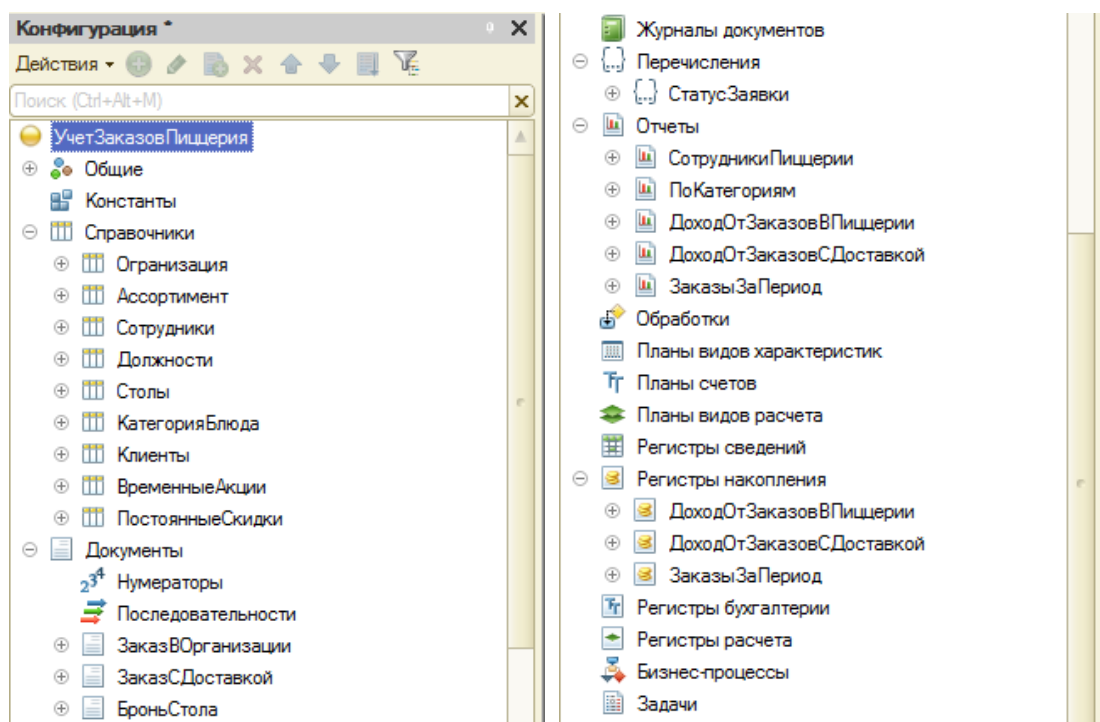 Конфигурация *
Действия
Поиск (Ctrl+Alt+M)
УчетЗаказовПиццерия
Общие
Константы
Справочники
Огранизация
Ассортимент
Сотрудники
Должности
Столы
КатегорияБлюда
Клиенты
ВременныеАкции
ПостоянныеСкидки
Документы
Нумераторы
Последовательности
ЗаказВОрганизации
ЗаказСДоставкой
БроньСтола
Журналы документов
Перечисления
СтатусЗаявки
Отчеты
СотрудникиПиццерии
ПоКатегориям
ДоходОтЗаказовВПиццерии
ДоходОтЗаказовСДоставкой
ЗаказыЗаПериод
Обработки
Планы видов характеристик
Планы счетов
Планы видов расчета
Регистры сведений
Регистры накопления
ДоходОтЗаказовВПиццерии
ДоходОтЗаказовСДоставкой
ЗаказыЗаПериод
Регистры бухгалтерии
Регистры расчета
Бизнес-процессы
Задачи